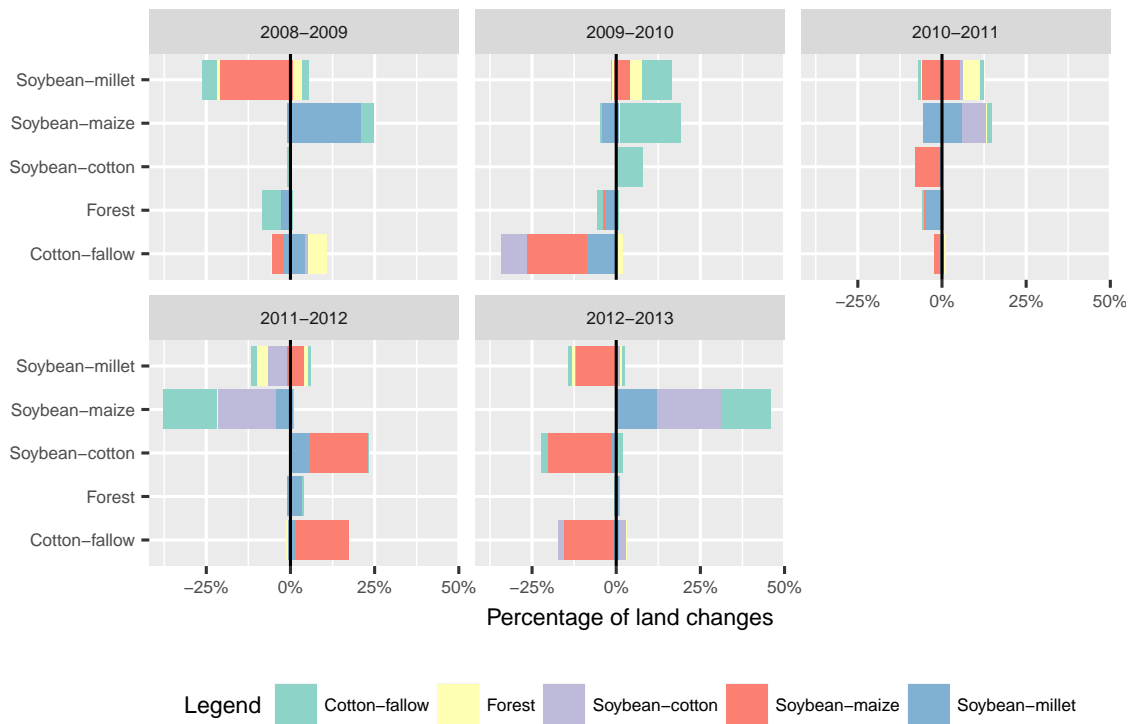 2008−2009
2009−2010
2010−2011
Soybean−millet
Soybean−maize
Soybean−cotton
Forest
Cotton−fallow
−25% 0% 25% 50%
2011−2012
2012−2013
Soybean−millet
Soybean−maize
Soybean−cotton
Forest
Cotton−fallow
−25% 0% 25% 50%
−25% 0% 25% 50%
Percentage of land changes
Legend Cotton−fallow Forest Soybean−cotton Soybean−maize Soybean−millet